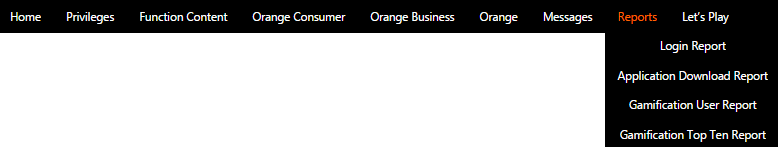 Home Privileges Function Content Orange Consumer Orange Business Orange Messages Reports Let's Play
Login Report
Application Download Report
Gamification User Report
Gamification Top Ten Report